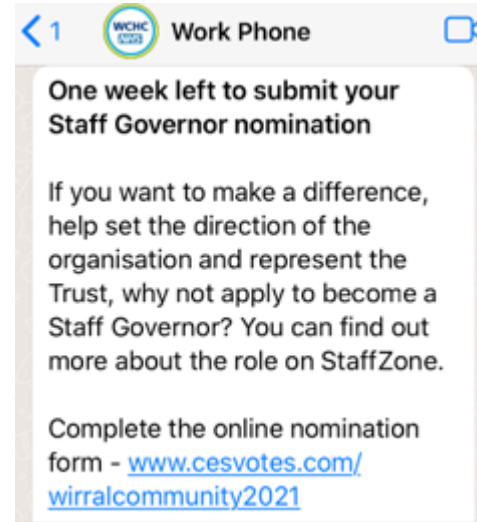 1
WCHC
NHS
Work Phone
One week left to submit your
Staff Governor nomination
If you want to make a difference,
help set the direction of the
organisation and represent the
Trust, why not apply to become a
Staff Governor? You can find out
more about the role on StaffZone.
Complete the online nomination
form - www.cesvotes.com/
wirralcommunity2021